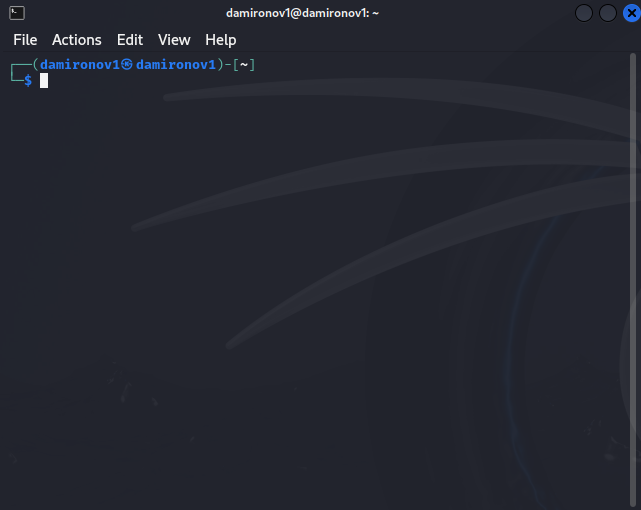 damironov1@damironov1: ~
File Actions Edit View Help
┌──(damironov1㉿damironov1)-[~]
└─$